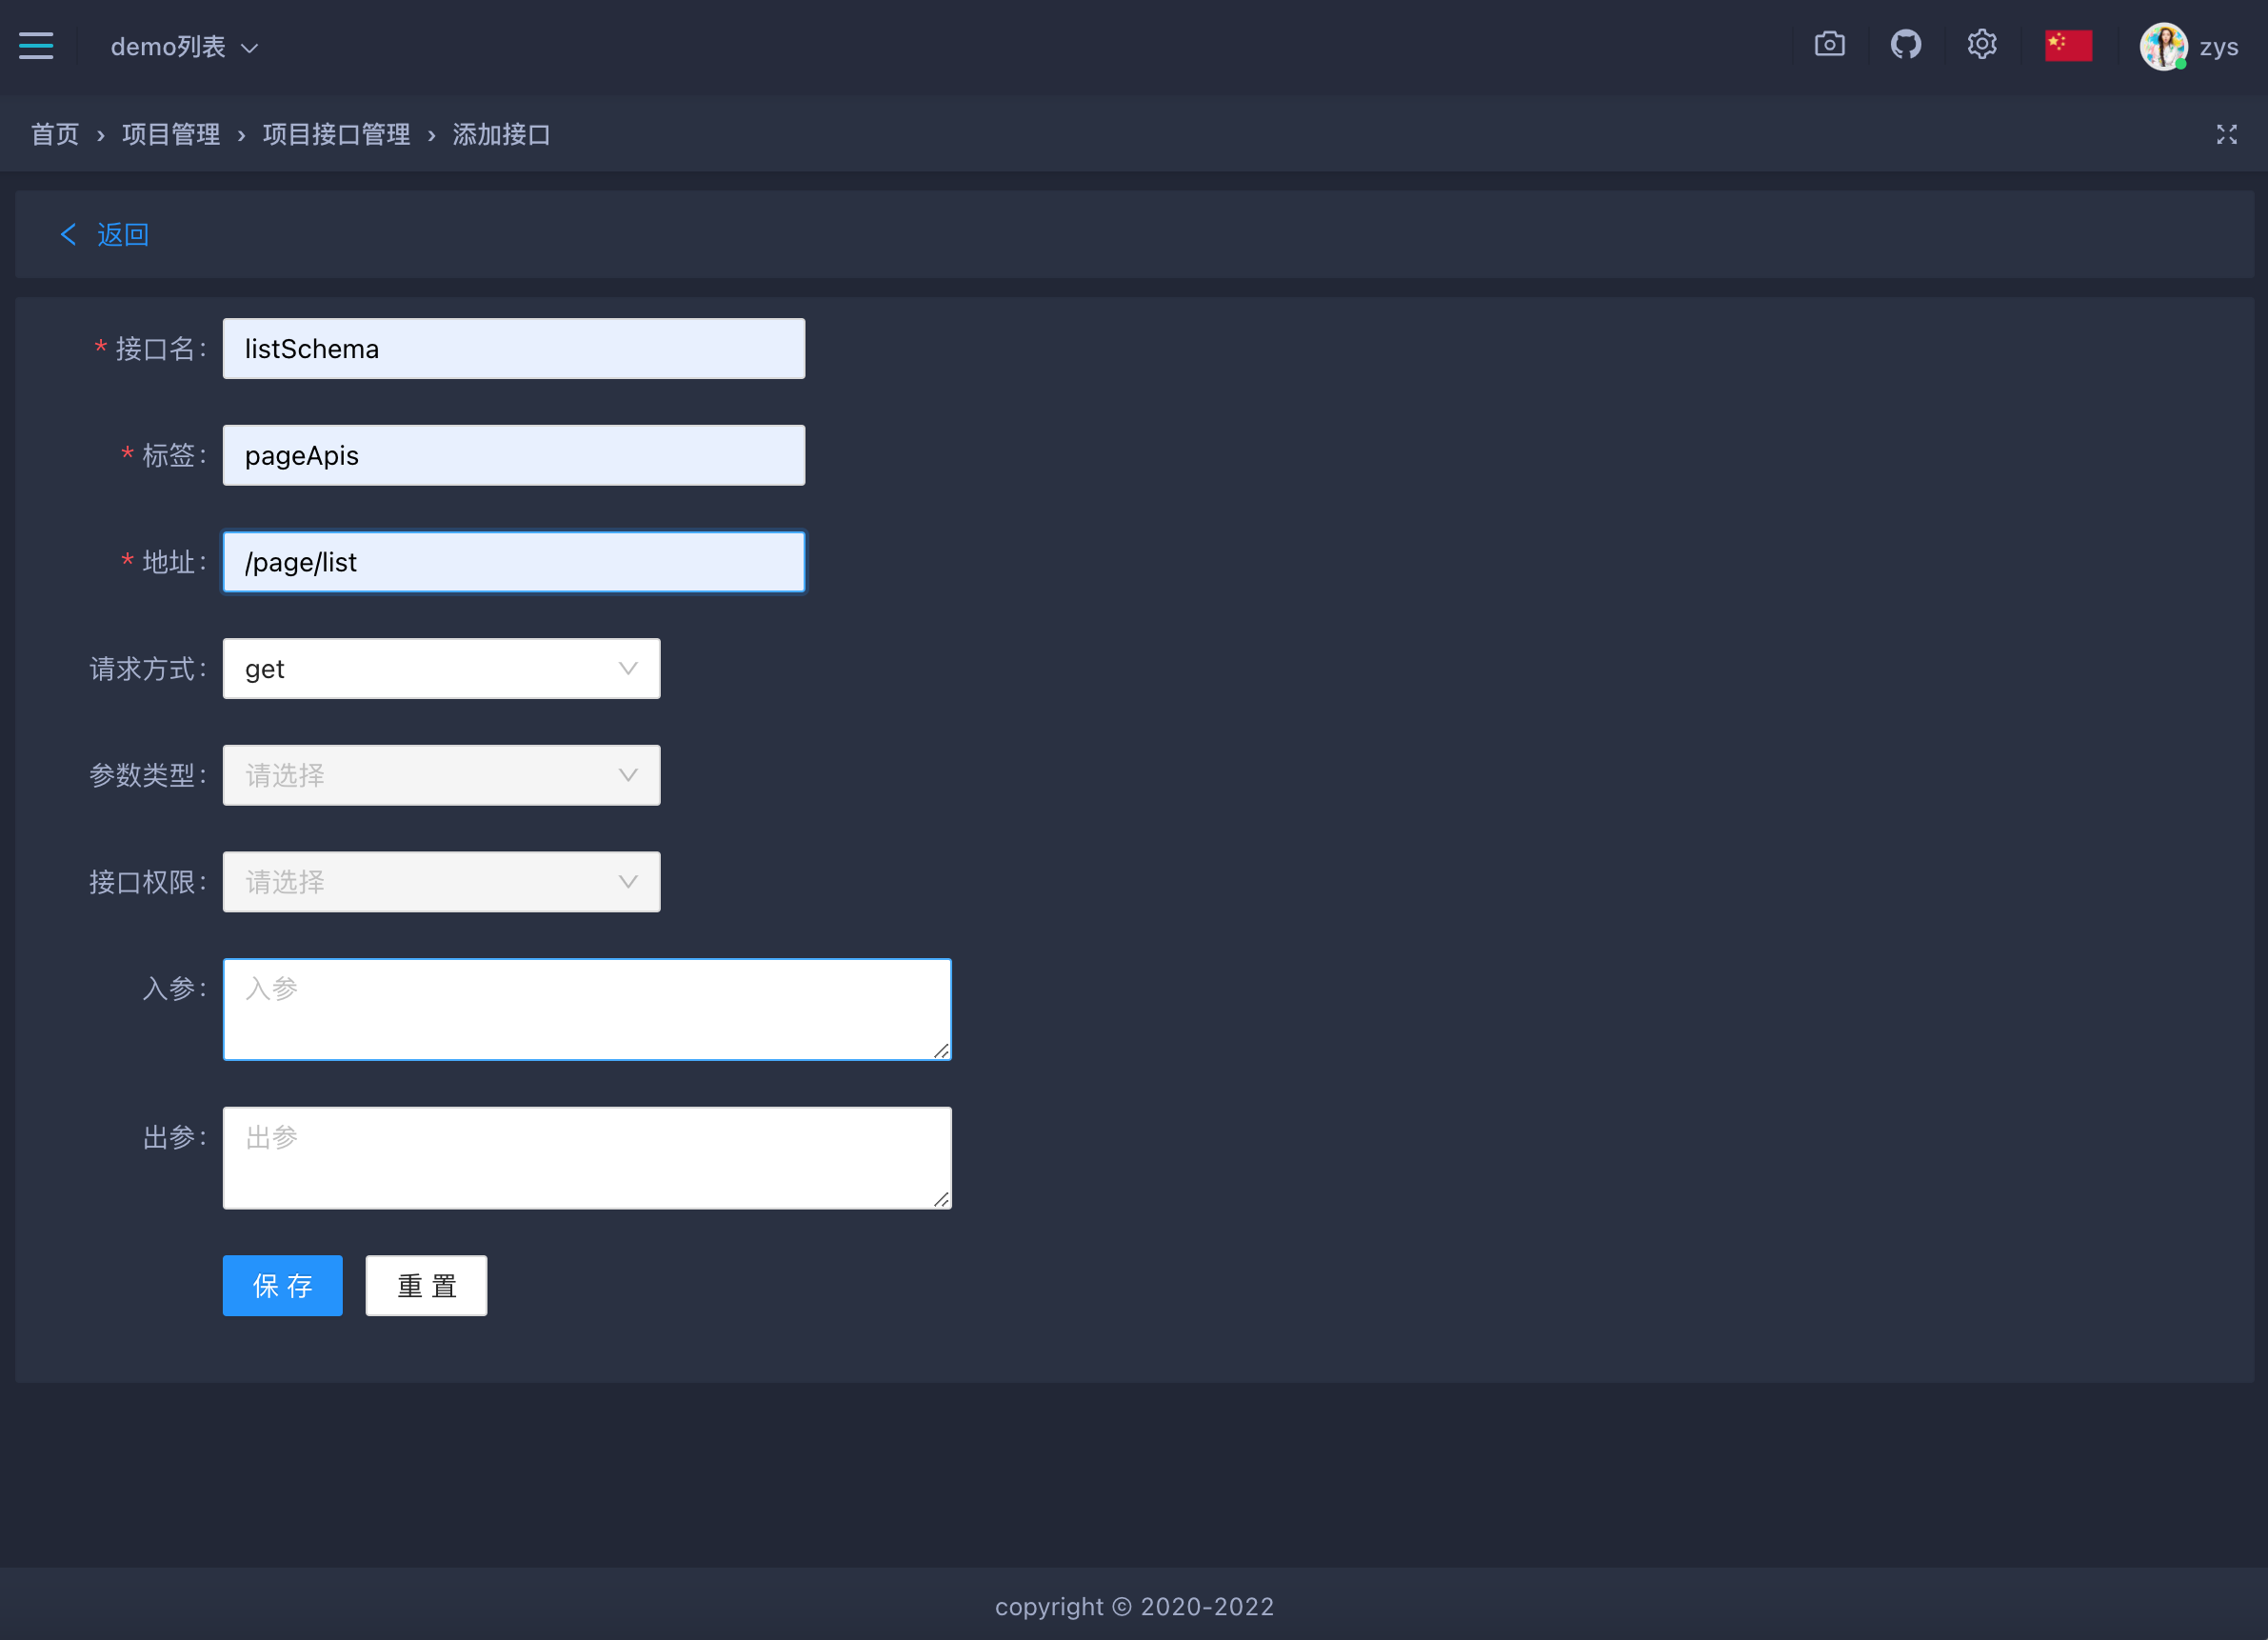 demo列表
zys
首页 › 项目管理 › 项目接口管理 › 添加接口
返回
* 接口名: listSchema
* 标签: pageApis
* 地址: /page/list
请求方式: get
参数类型: 请选择
接口权限: 请选择
入参: 入参
出参: 出参
保 存 重 置
copyright © 2020-2022